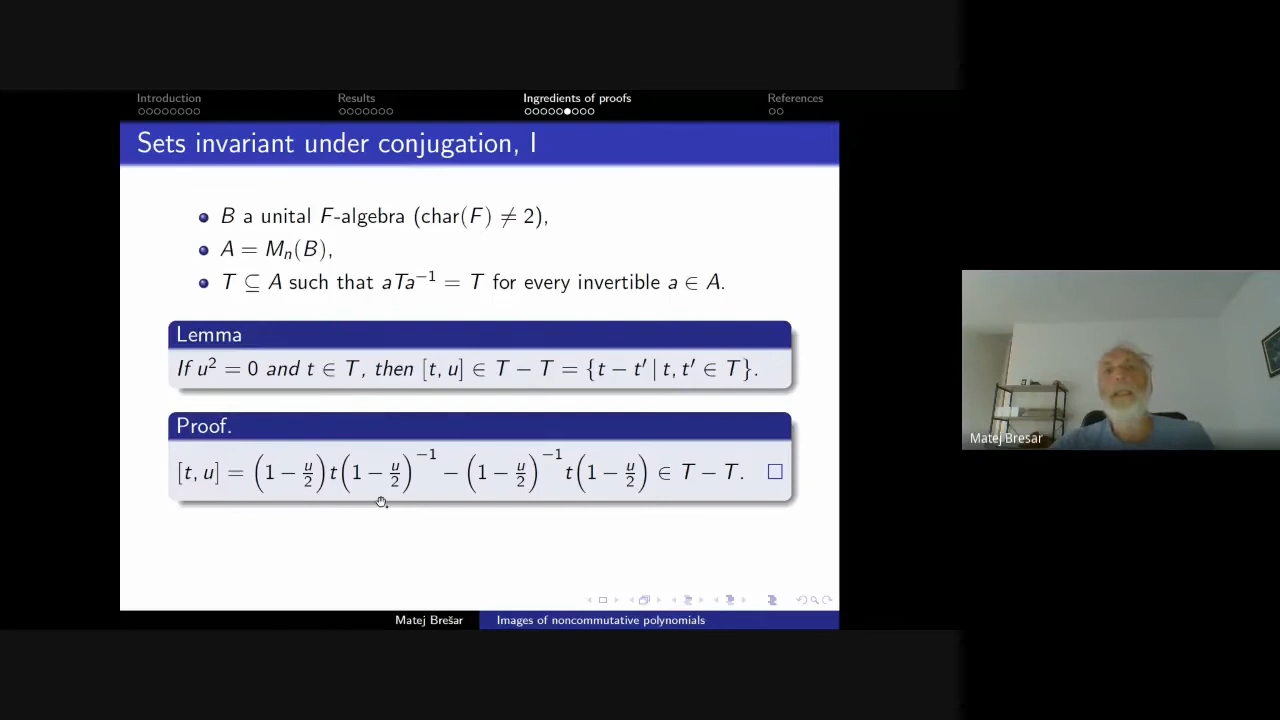 Introduction Results Ingredients of proofs References
Sets invariant under conjugation, I
B a unital F-algebra (char(F) ≠ 2),
A = Mₙ(B),
T ⊆ A such that aTa⁻¹ = T for every invertible a ∈ A.
Lemma
If u² = 0 and t ∈ T, then [t, u] ∈ T − T = {t − t′ | t, t′ ∈ T}.
Proof.
[t, u] = (1 − u/2)t(1 − u/2)⁻¹ − (1 − u/2)⁻¹t(1 − u/2) ∈ T − T. □
Matej Brešar Images of noncommutative polynomials
Matej Bresar